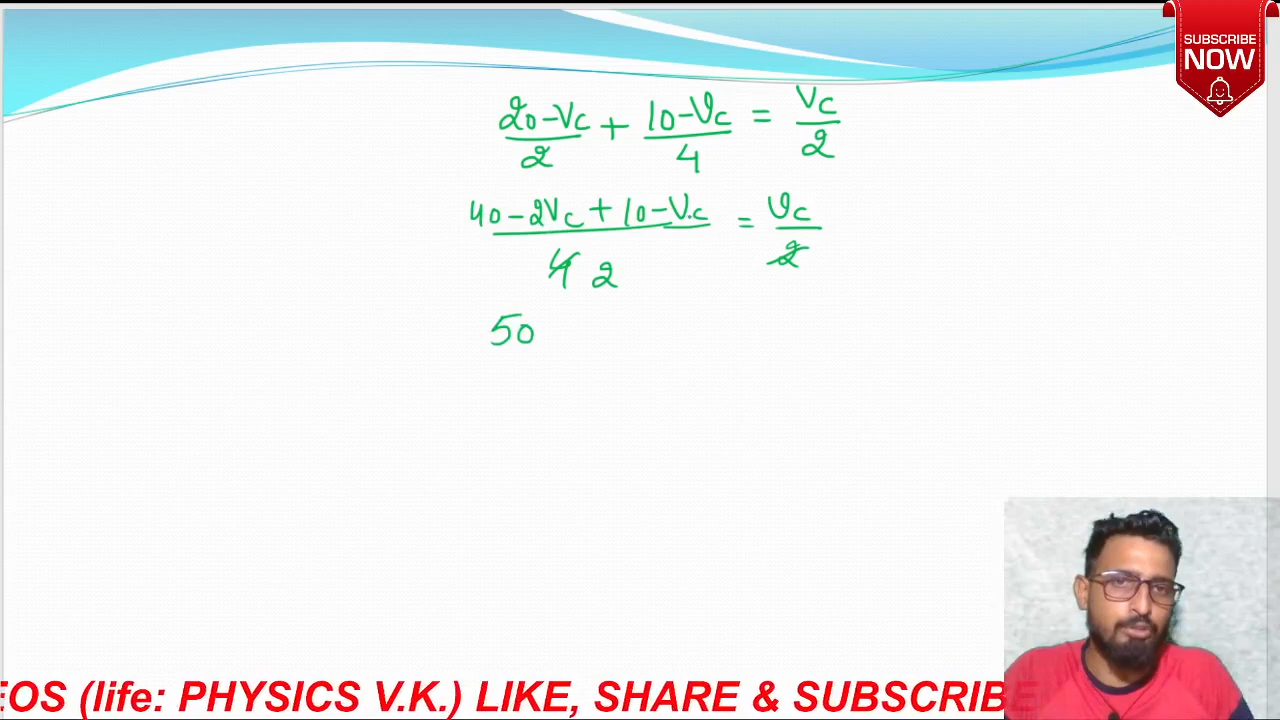 SUBSCRIBE
NOW
20-Vc/2 + 10-Vc/4 = Vc/2
40-2Vc+10-Vc/4 2 = Vc/2
50
EOS (life: PHYSICS V.K.) LIKE, SHARE & SUBSCRIBE